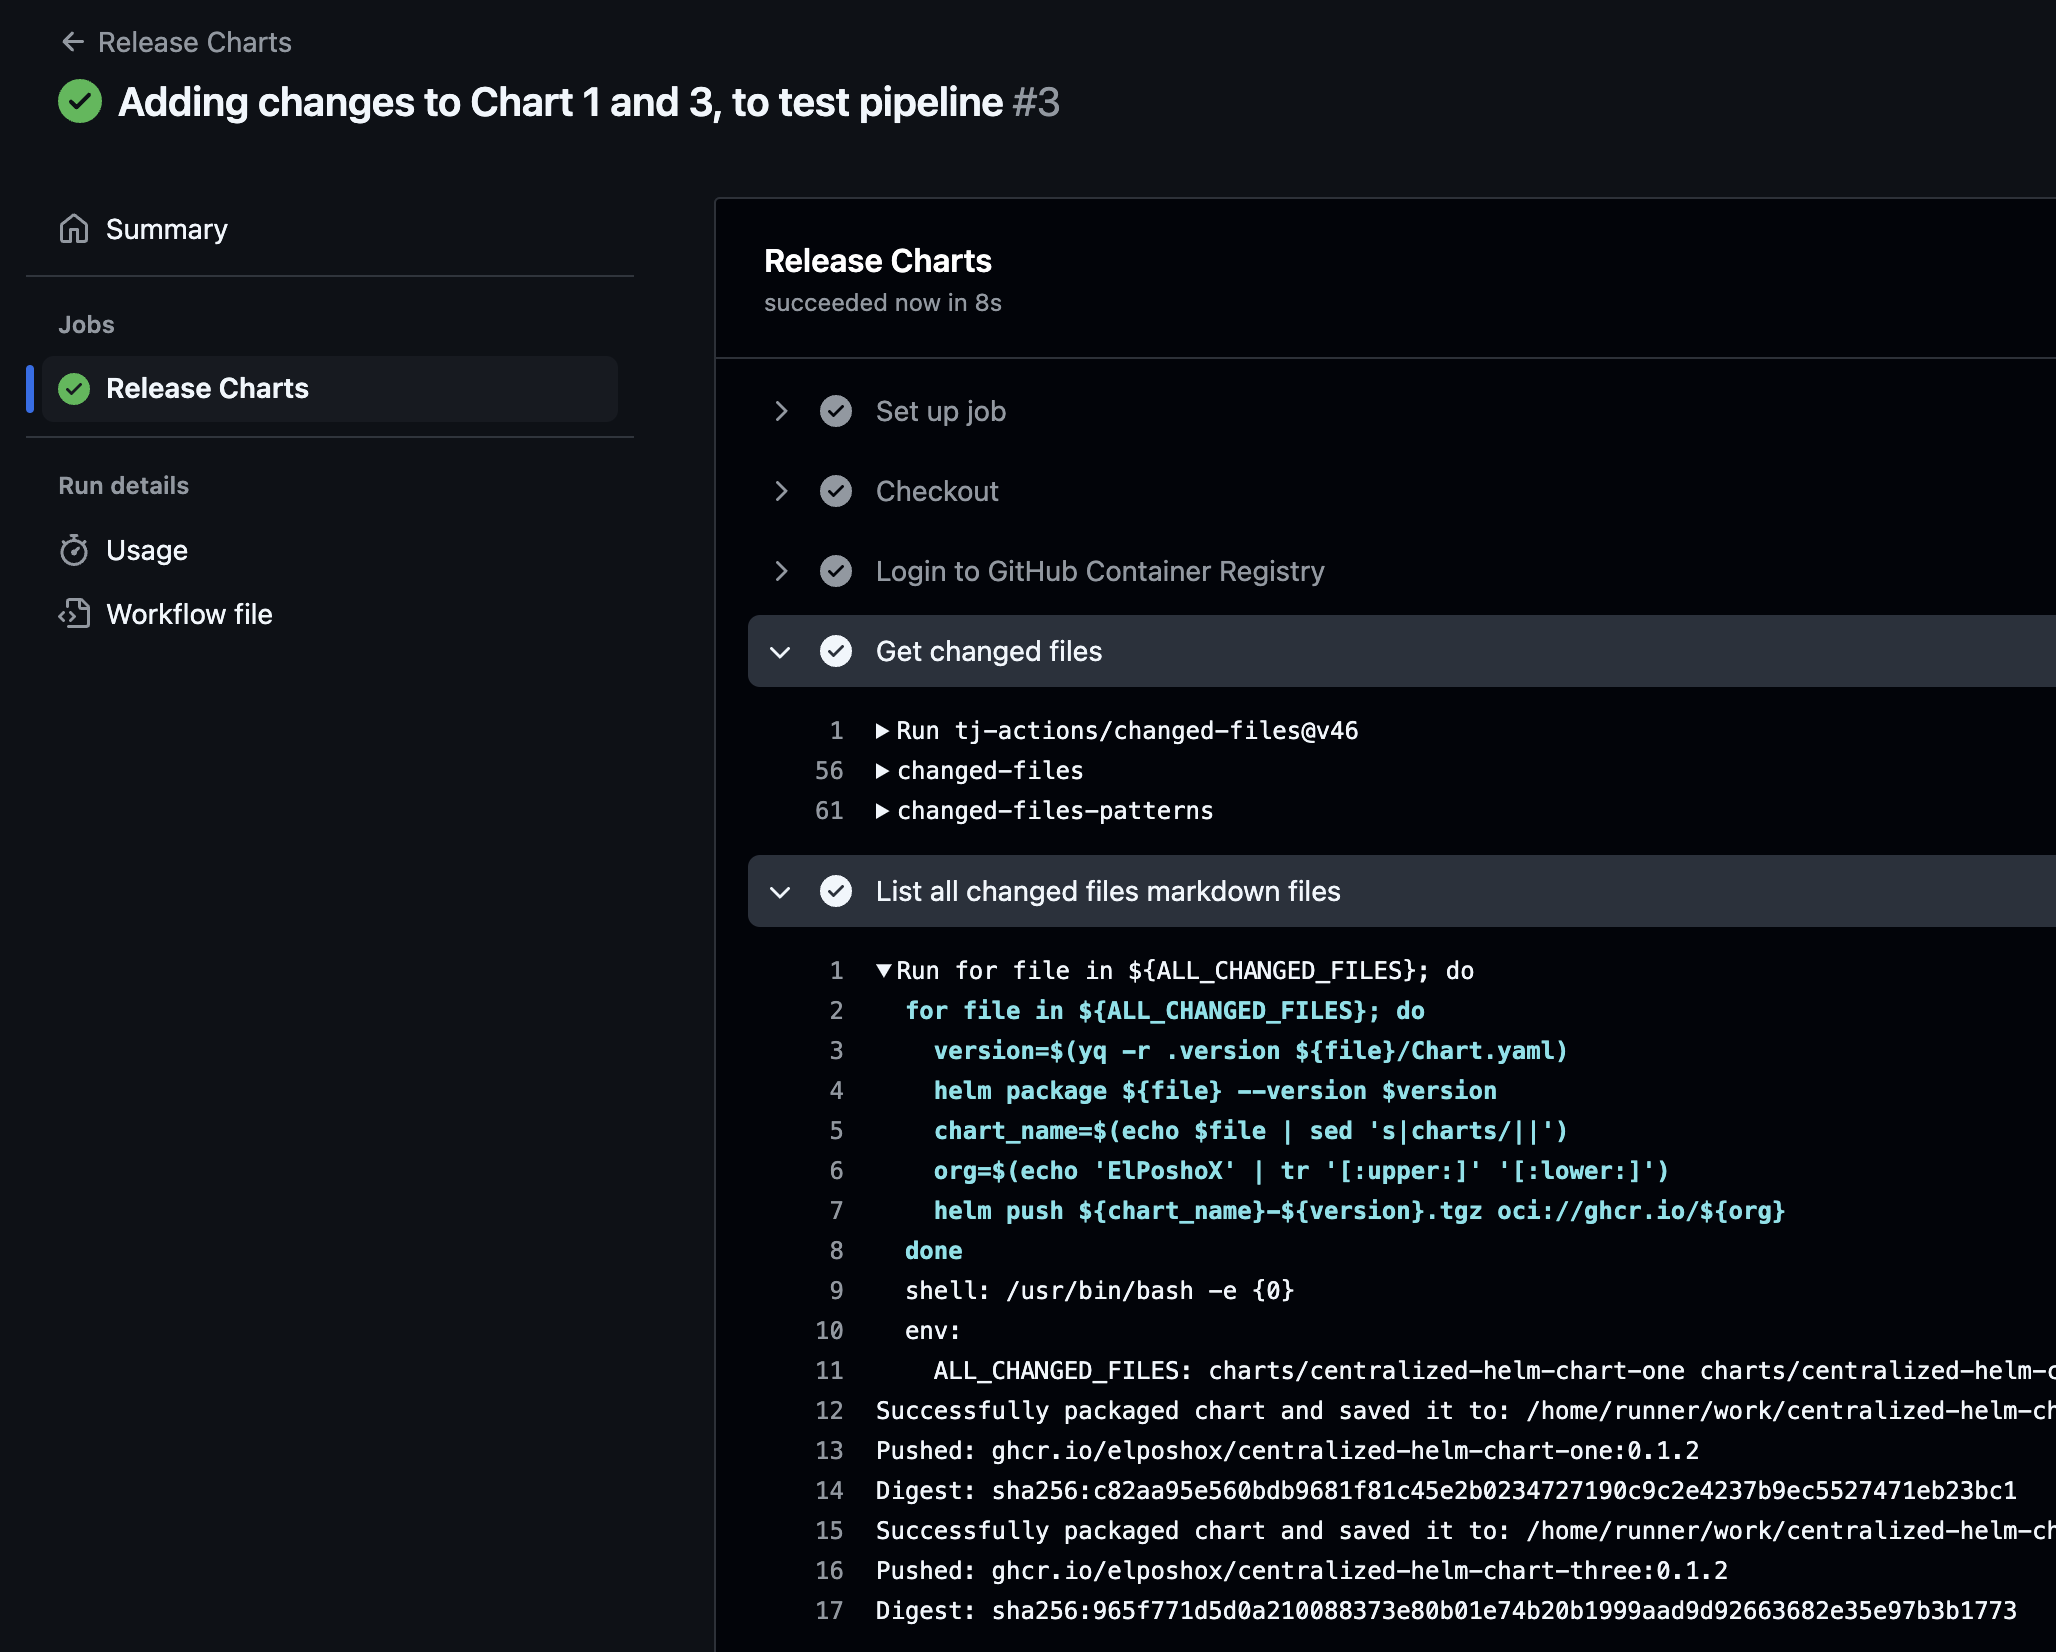 Release Charts
Adding changes to Chart 1 and 3, to test pipeline #3
Summary
Jobs
Release Charts
Run details
Usage
Workflow file
Release Charts
succeeded now in 8s
Set up job
Checkout
Login to GitHub Container Registry
Get changed files
1 Run tj-actions/changed-files@v46
56 changed-files
61 changed-files-patterns
List all changed files markdown files
1 Run for file in ${ALL_CHANGED_FILES}; do
2 for file in ${ALL_CHANGED_FILES}; do
3 version=$(yq -r .version ${file}/Chart.yaml)
4 helm package ${file} --version $version
5 chart_name=$(echo $file | sed 's|charts/||')
6 org=$(echo 'ElPoshoX' | tr '[:upper:]' '[:lower:]')
7 helm push ${chart_name}-${version}.tgz oci://ghcr.io/${org}
8 done
9 shell: /usr/bin/bash -e {0}
10 env:
11 ALL_CHANGED_FILES: charts/centralized-helm-chart-one charts/centralized-helm-c
12 Successfully packaged chart and saved it to: /home/runner/work/centralized-helm-ch
13 Pushed: ghcr.io/elposhox/centralized-helm-chart-one:0.1.2
14 Digest: sha256:c82aa95e560bdb9681f81c45e2b0234727190c9c2e4237b9ec5527471eb23bc1
15 Successfully packaged chart and saved it to: /home/runner/work/centralized-helm-ch
16 Pushed: ghcr.io/elposhox/centralized-helm-chart-three:0.1.2
17 Digest: sha256:965f771d5d0a210088373e80b01e74b20b1999aad9d92663682e35e97b3b1773